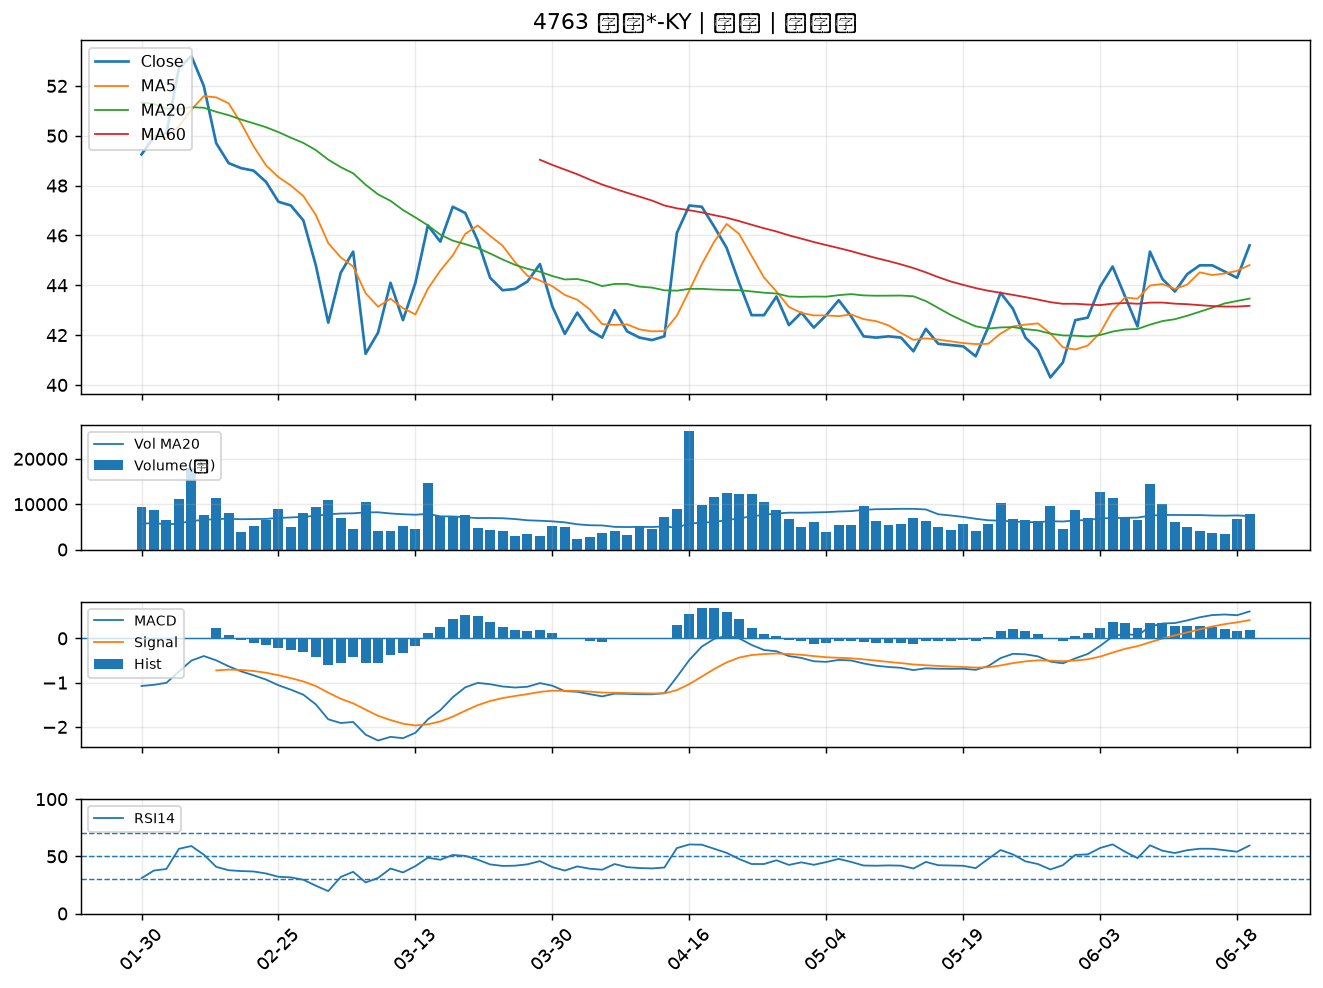 4763 *-KY | |
Close
MA5
MA20
MA60
52
50
48
46
44
42
40
Vol MA20
Volume()
20000
10000
0
MACD
Signal
Hist
0
−1
−2
RSI14
100
50
0
01-30
02-25
03-13
03-30
04-16
05-04
05-19
06-03
06-18